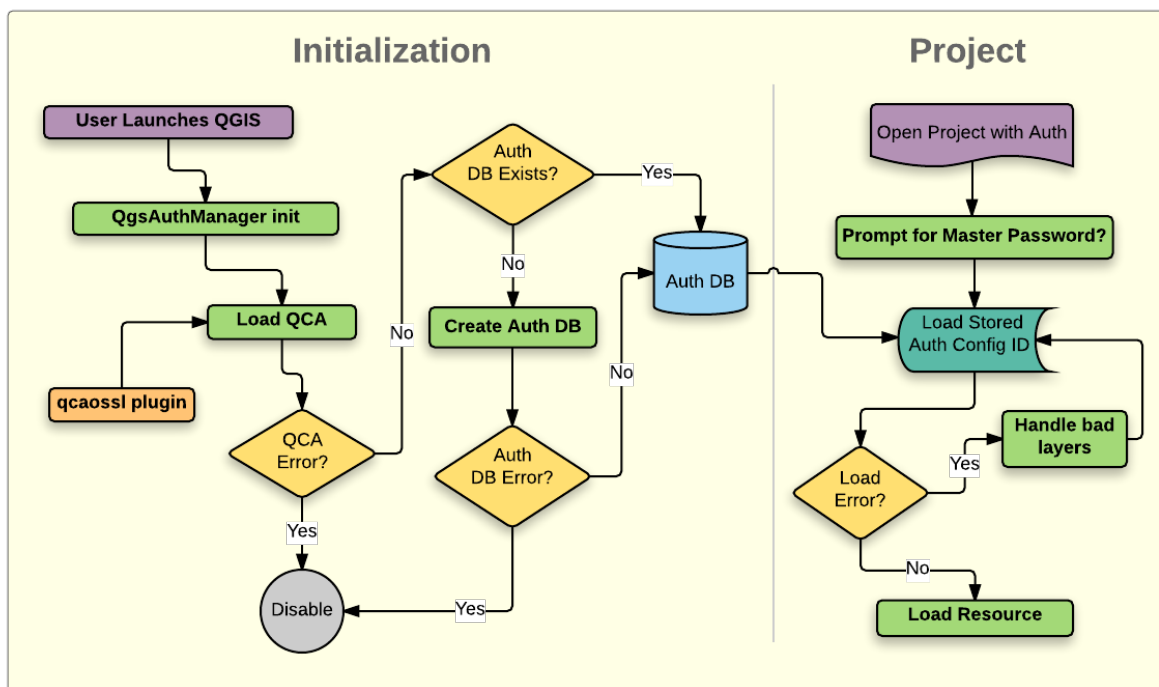 Initialization
User Launches QGIS
QgsAuthManager init
Load QCA
qcaossl plugin
QCA
Error?
Yes
Disable
No
Auth
DB Exists?
Yes
No
Create Auth DB
Auth
DB Error?
Yes
No
Auth DB
Project
Open Project with Auth
Prompt for Master Password?
Load Stored
Auth Config ID
Load
Error?
Yes
Handle bad
layers
No
Load Resource